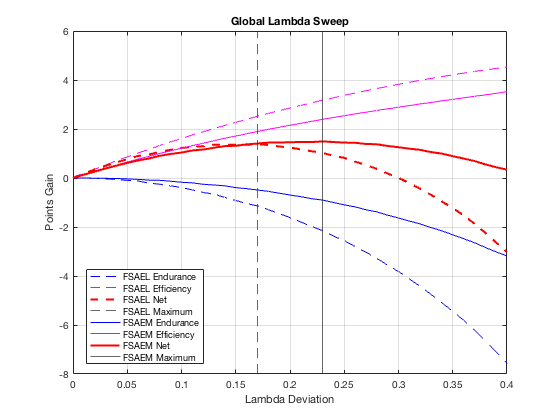 Global Lambda Sweep
6
4
2
0
-2
-4
-6
-8
Points Gain
FSAEL Endurance
FSAEL Efficiency
FSAEL Net
FSAEL Maximum
FSAEM Endurance
FSAEM Efficiency
FSAEM Net
FSAEM Maximum
0 0.05 0.1 0.15 0.2 0.25 0.3 0.35 0.4
Lambda Deviation